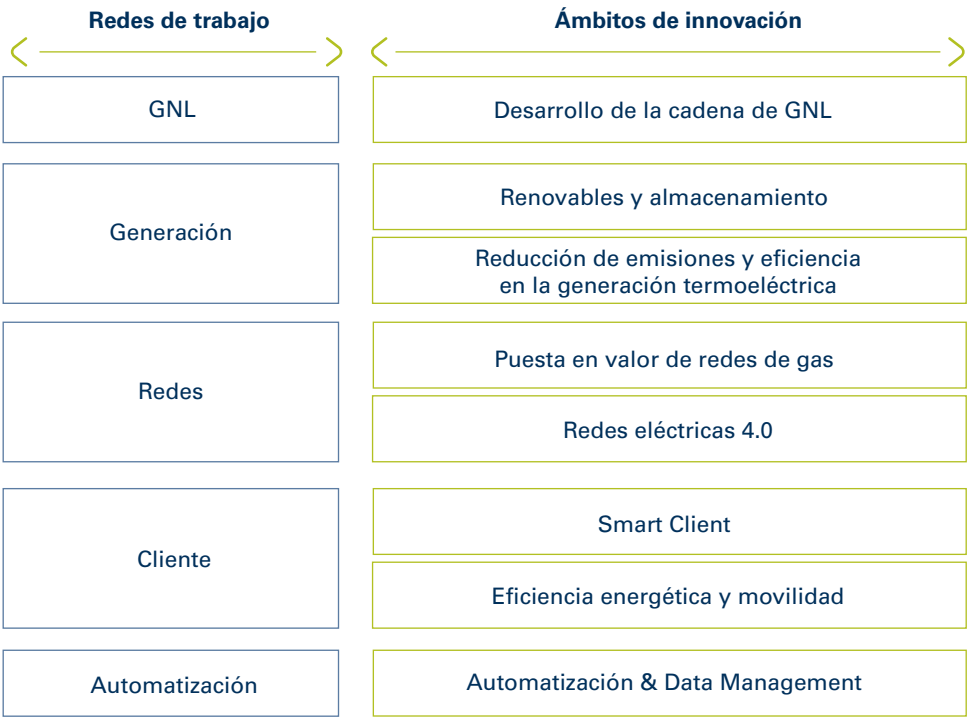 Redes de trabajo
Ámbitos de innovación
GNL
Desarrollo de la cadena de GNL
Generación
Renovables y almacenamiento
Reducción de emisiones y eficiencia
en la generación termoeléctrica
Redes
Puesta en valor de redes de gas
Redes eléctricas 4.0
Cliente
Smart Client
Eficiencia energética y movilidad
Automatización
Automatización & Data Management